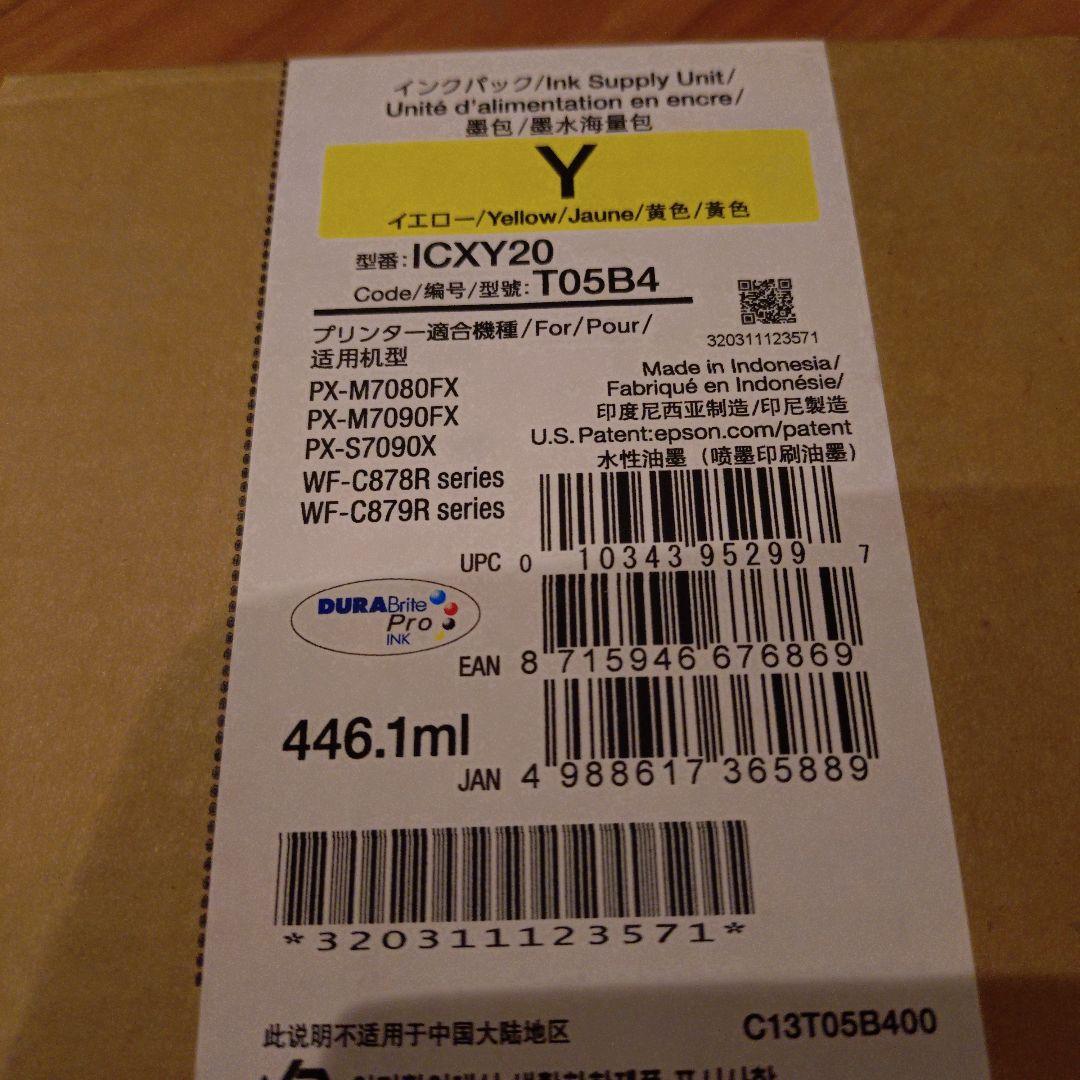 インクパック/Ink Supply Unit/
Unité d'alimentation en encre/
墨包/墨水海量包
Y
イエロー/Yellow/Jaune/黄色/黃色
型番:ICXY20
Code/编号/型號:T05B4
320311123571
プリンター適合機種/For/Pour/
适用机型
PX-M7080FX
PX-M7090FX
PX-S7090X
WF-C878R series
WF-C879R series
Made in Indonesia/
Fabriqué en Indonésie/
印度尼西亚制造/印尼製造
U.S. Patent:epson.com/patent
水性油墨（喷墨印刷油墨）
UPC 0 10343 95299 7
DURABrite
Pro
INK
EAN 8 715946 676869
446.1ml
JAN 4 988617 365889
*320311123571*
此说明不适用于中国大陆地区
C13T05B400